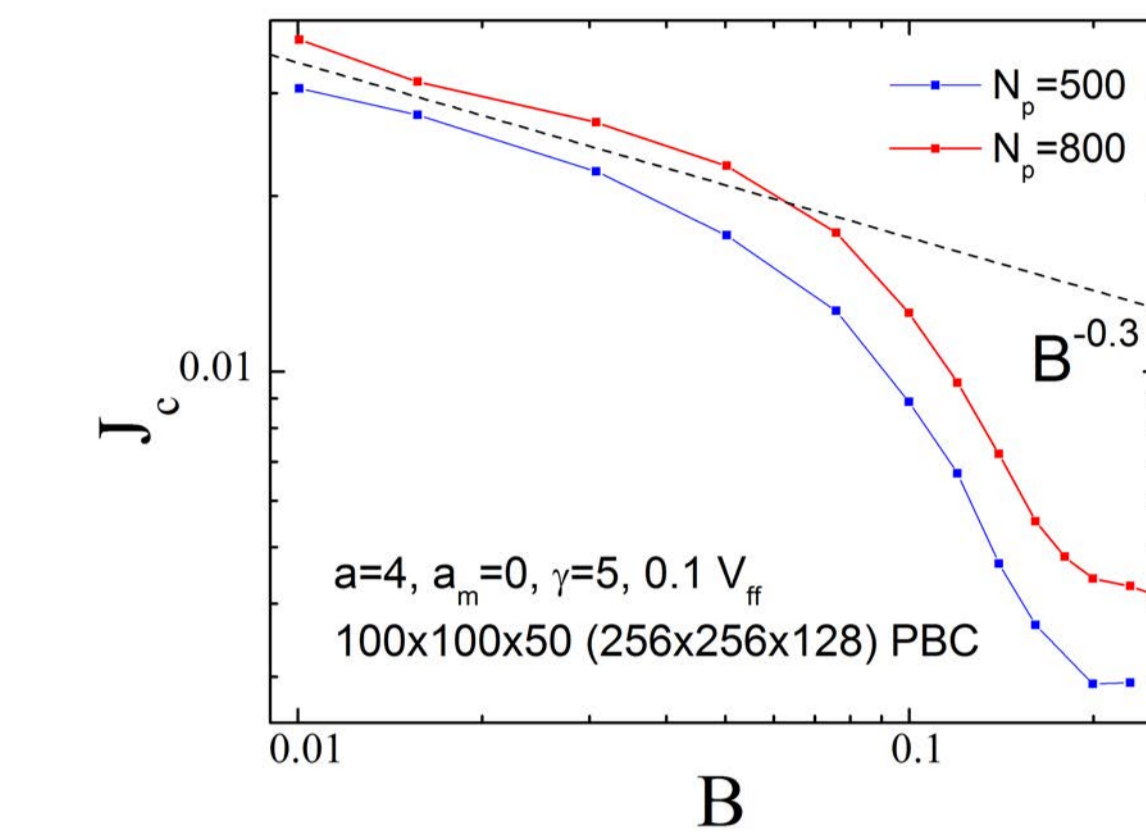 N_p=500
N_p=800
0.01
J_c
B^-0.3
a=4, a_m=0, γ=5, 0.1 V_ff
100x100x50 (256x256x128) PBC
0.01 0.1
B